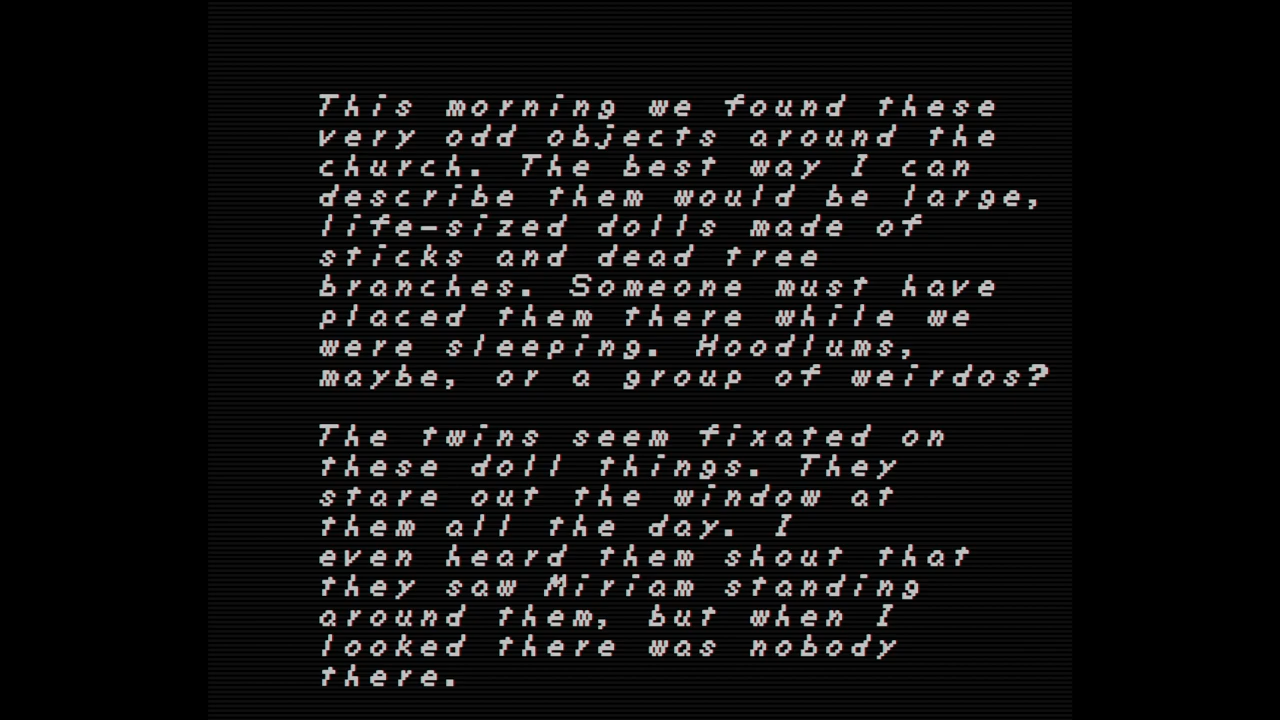 This morning we found these
very odd objects around the
church. The best way I can
describe them would be large,
life-sized dolls made of
sticks and dead tree
branches. Someone must have
placed them there while we
were sleeping. Hoodlums,
maybe, or a group of weirdos?
The twins seem fixated on
these doll things. They
stare out the window at
them all the day. I
even heard them shout that
they saw Miriam standing
around them, but when I
looked there was nobody
there.